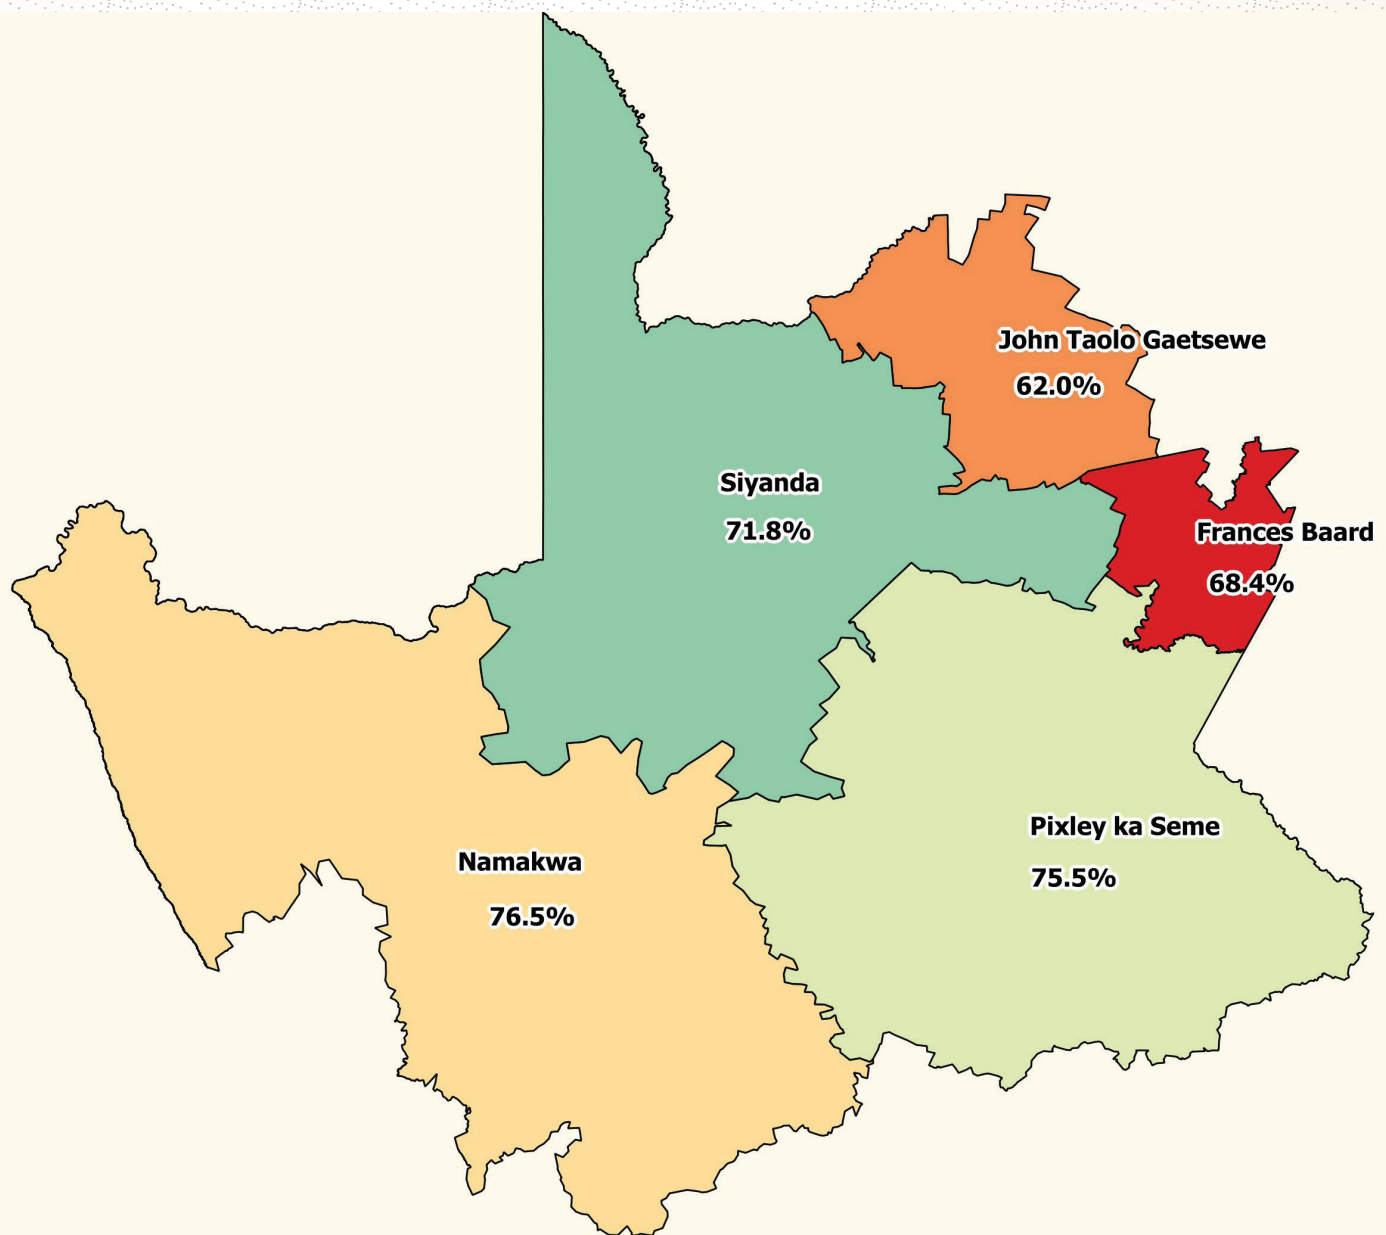 John Taolo Gaetsewe
62.0%
Siyanda
71.8%
Frances Baard
68.4%
Pixley ka Seme
75.5%
Namakwa
76.5%